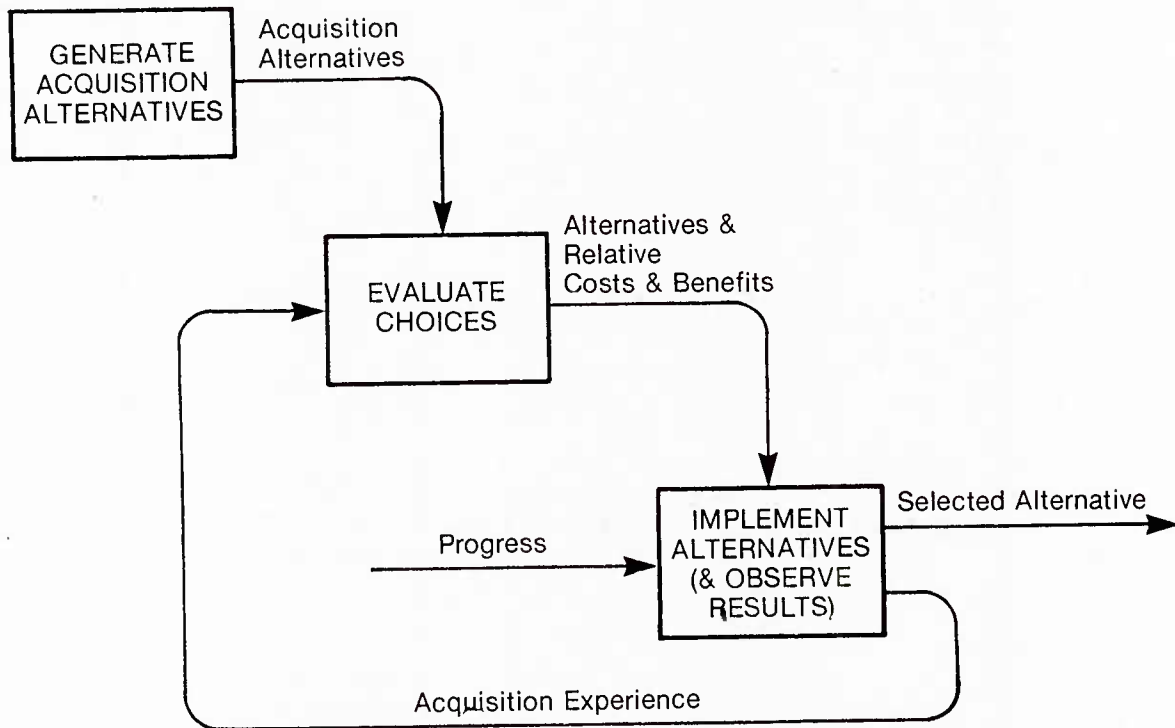 GENERATE
ACQUISITION
ALTERNATIVES
Acquisition
Alternatives
EVALUATE
CHOICES
Alternatives &
Relative
Costs & Benefits
Progress
IMPLEMENT
ALTERNATIVES
(& OBSERVE
RESULTS)
Selected Alternative
Acquisition Experience